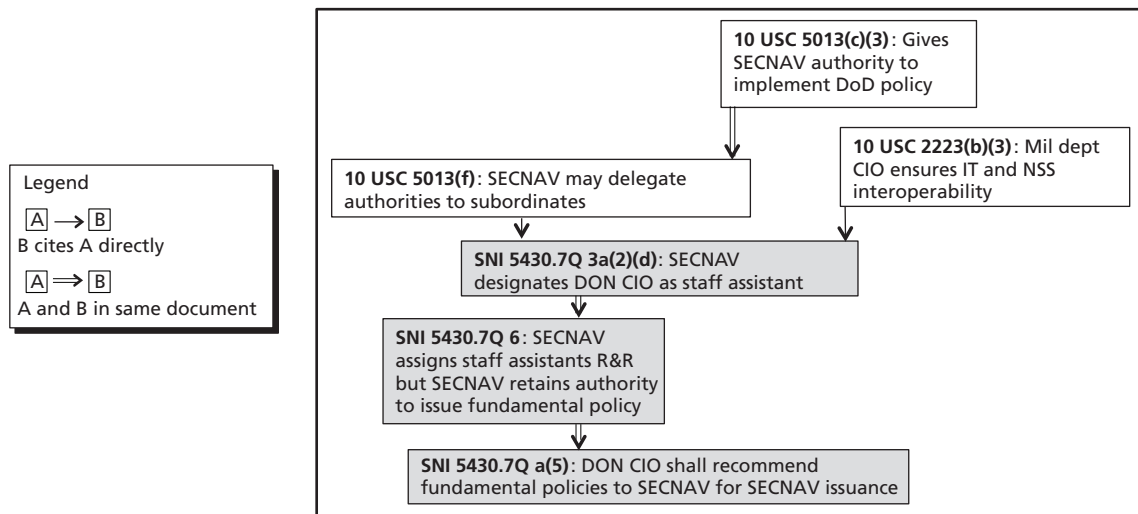 10 USC 5013(c)(3): Gives
SECNAV authority to
implement DoD policy
10 USC 2223(b)(3): Mil dept
CIO ensures IT and NSS
interoperability
10 USC 5013(f): SECNAV may delegate
authorities to subordinates
Legend
A → B
B cites A directly
A ⇒ B
A and B in same document
SNI 5430.7Q 3a(2)(d): SECNAV
designates DON CIO as staff assistant
SNI 5430.7Q 6: SECNAV
assigns staff assistants R&R
but SECNAV retains authority
to issue fundamental policy
SNI 5430.7Q a(5): DON CIO shall recommend
fundamental policies to SECNAV for SECNAV issuance